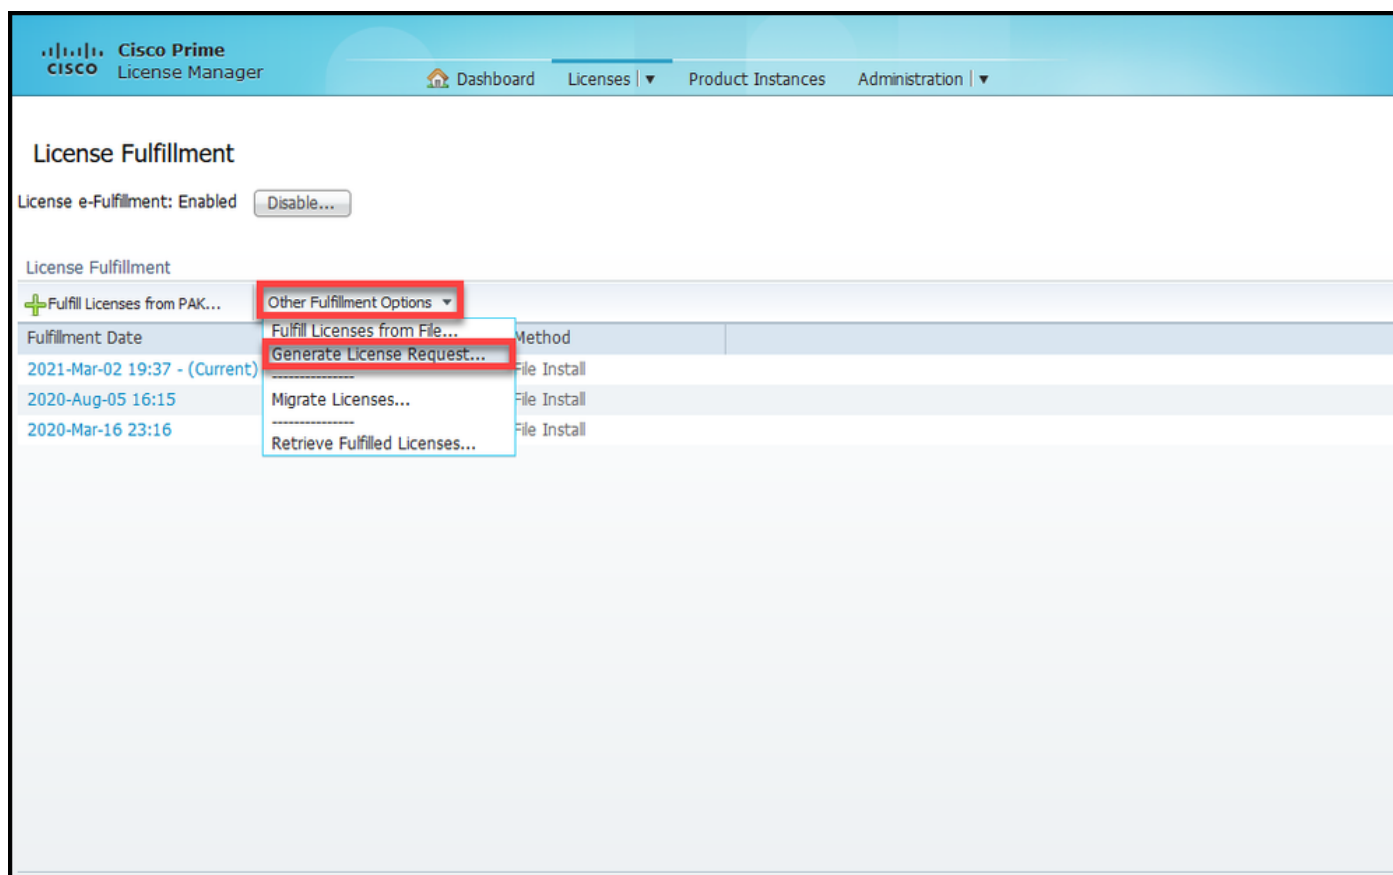 Cisco Prime
CISCO License Manager
Dashboard Licenses | ▼ Product Instances Administration | ▼
License Fulfillment
License e-Fulfillment: Enabled Disable...
License Fulfillment
Fulfill Licenses from PAK... Other Fulfillment Options ▼
Fulfillment Date Method
Fulfill Licenses from File...
Generate License Request...
2021-Mar-02 19:37 - (Current) File Install
---------------
2020-Aug-05 16:15 Migrate Licenses... File Install
---------------
2020-Mar-16 23:16 File Install
Retrieve Fulfilled Licenses...